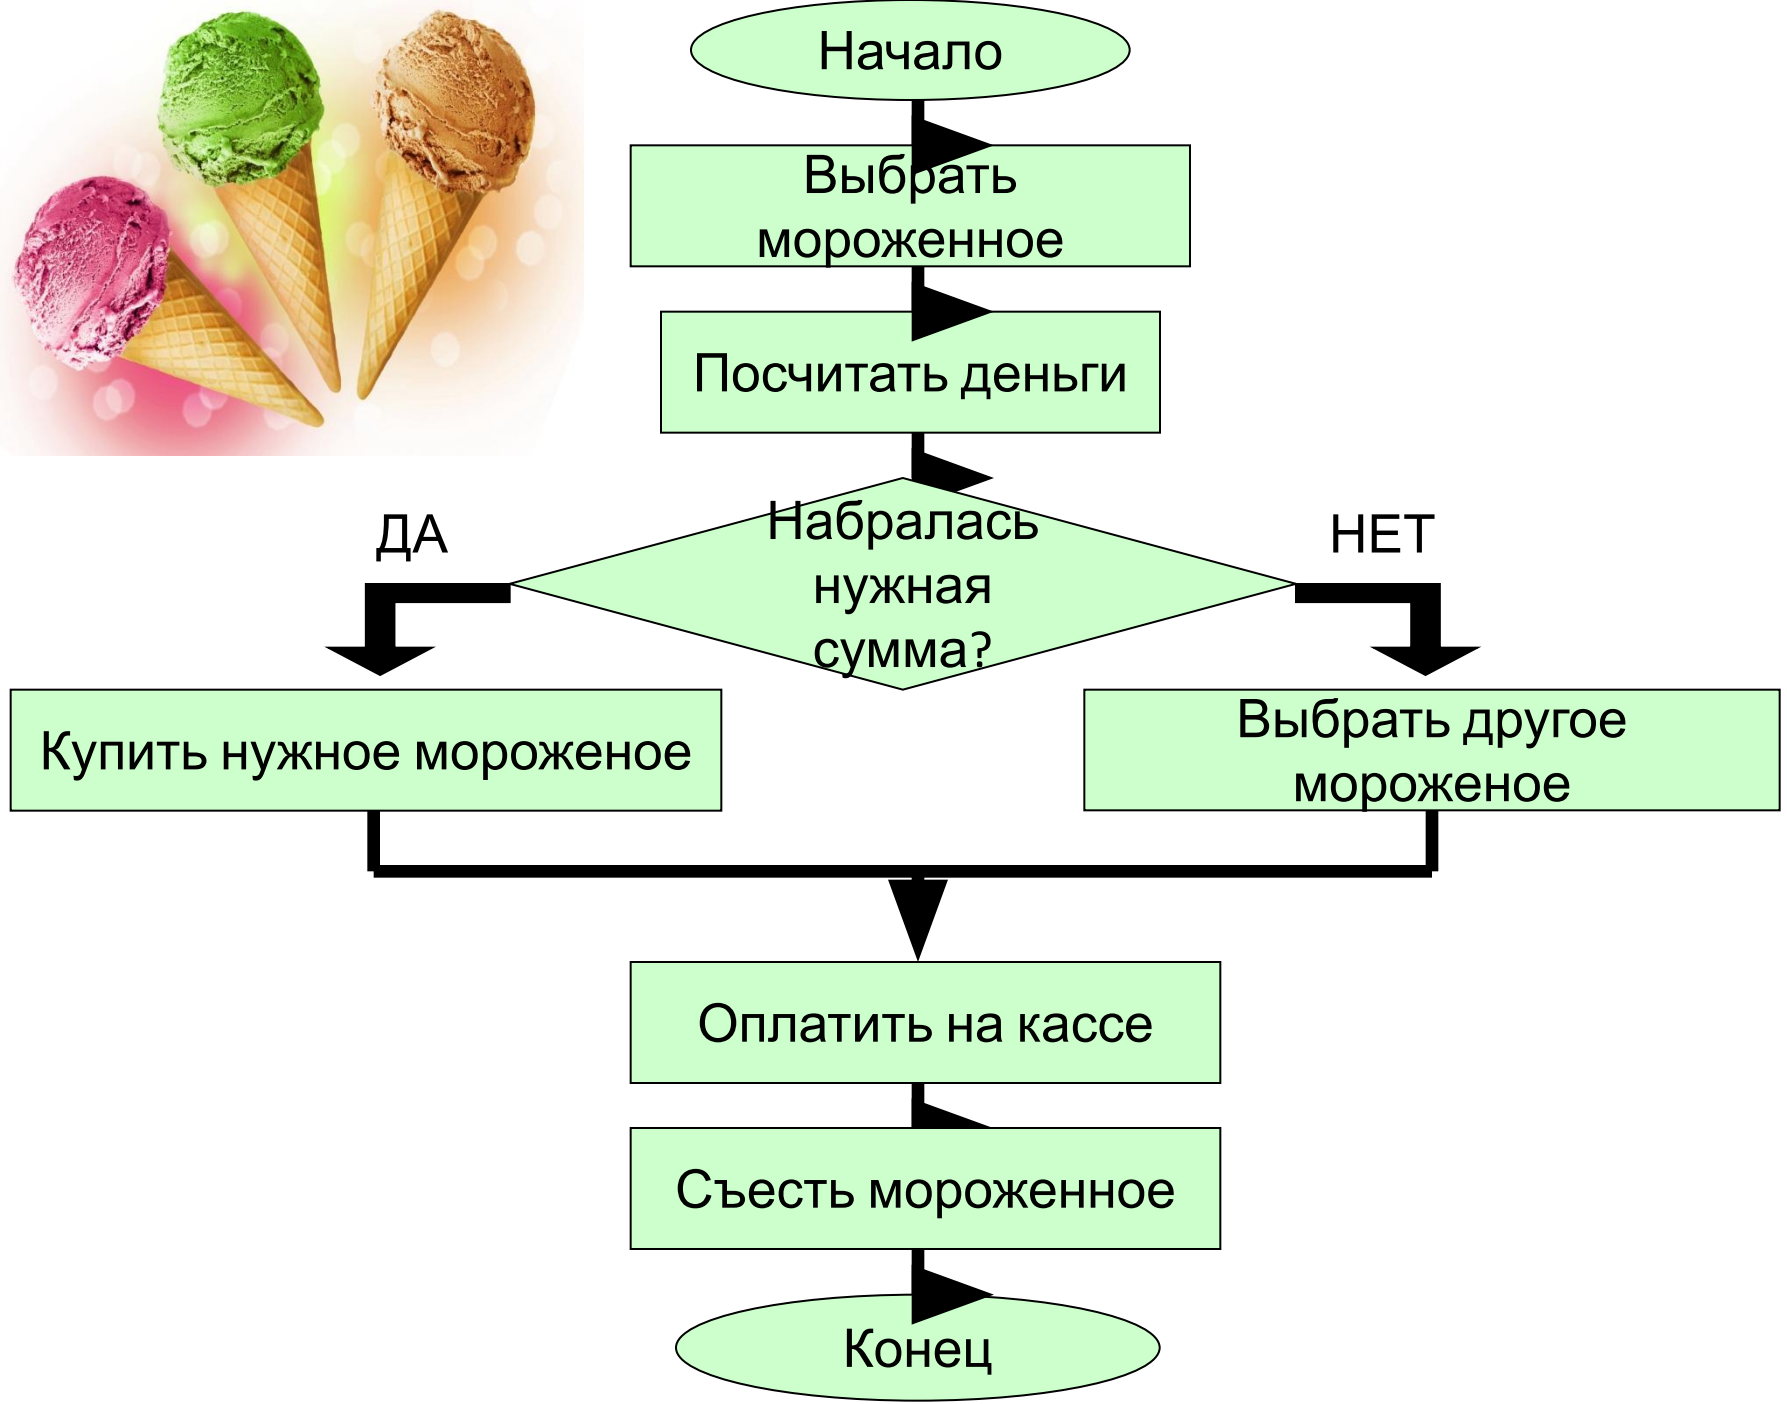 Начало
Выбрать
мороженное
Посчитать деньги
Набралась
нужная
сумма?
ДА
НЕТ
Купить нужное мороженое
Выбрать другое
мороженое
Оплатить на кассе
Съесть мороженное
Конец